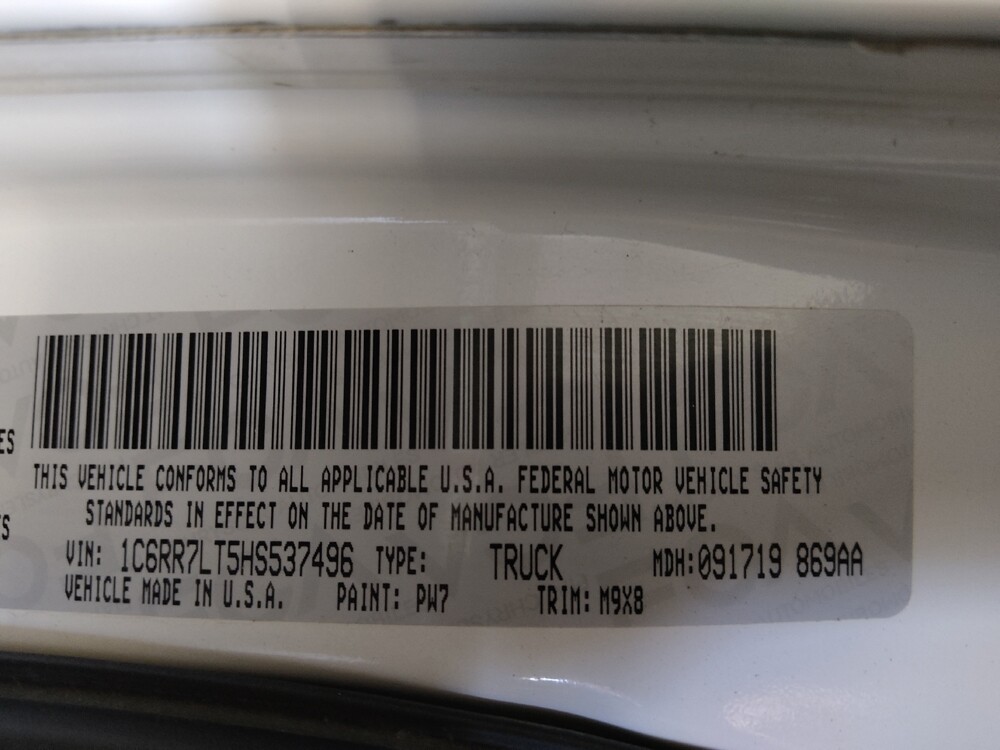 ES
THIS VEHICLE CONFORMS TO ALL APPLICABLE U.S.A. FEDERAL MOTOR VEHICLE SAFETY
STANDARDS IN EFFECT ON THE DATE OF MANUFACTURE SHOWN ABOVE.
VIN: 1C6RR7LT5HS537496 TYPE: TRUCK MDH:091719 869AA
VEHICLE MADE IN U.S.A. PAINT: PW7 TRIM: M9X8